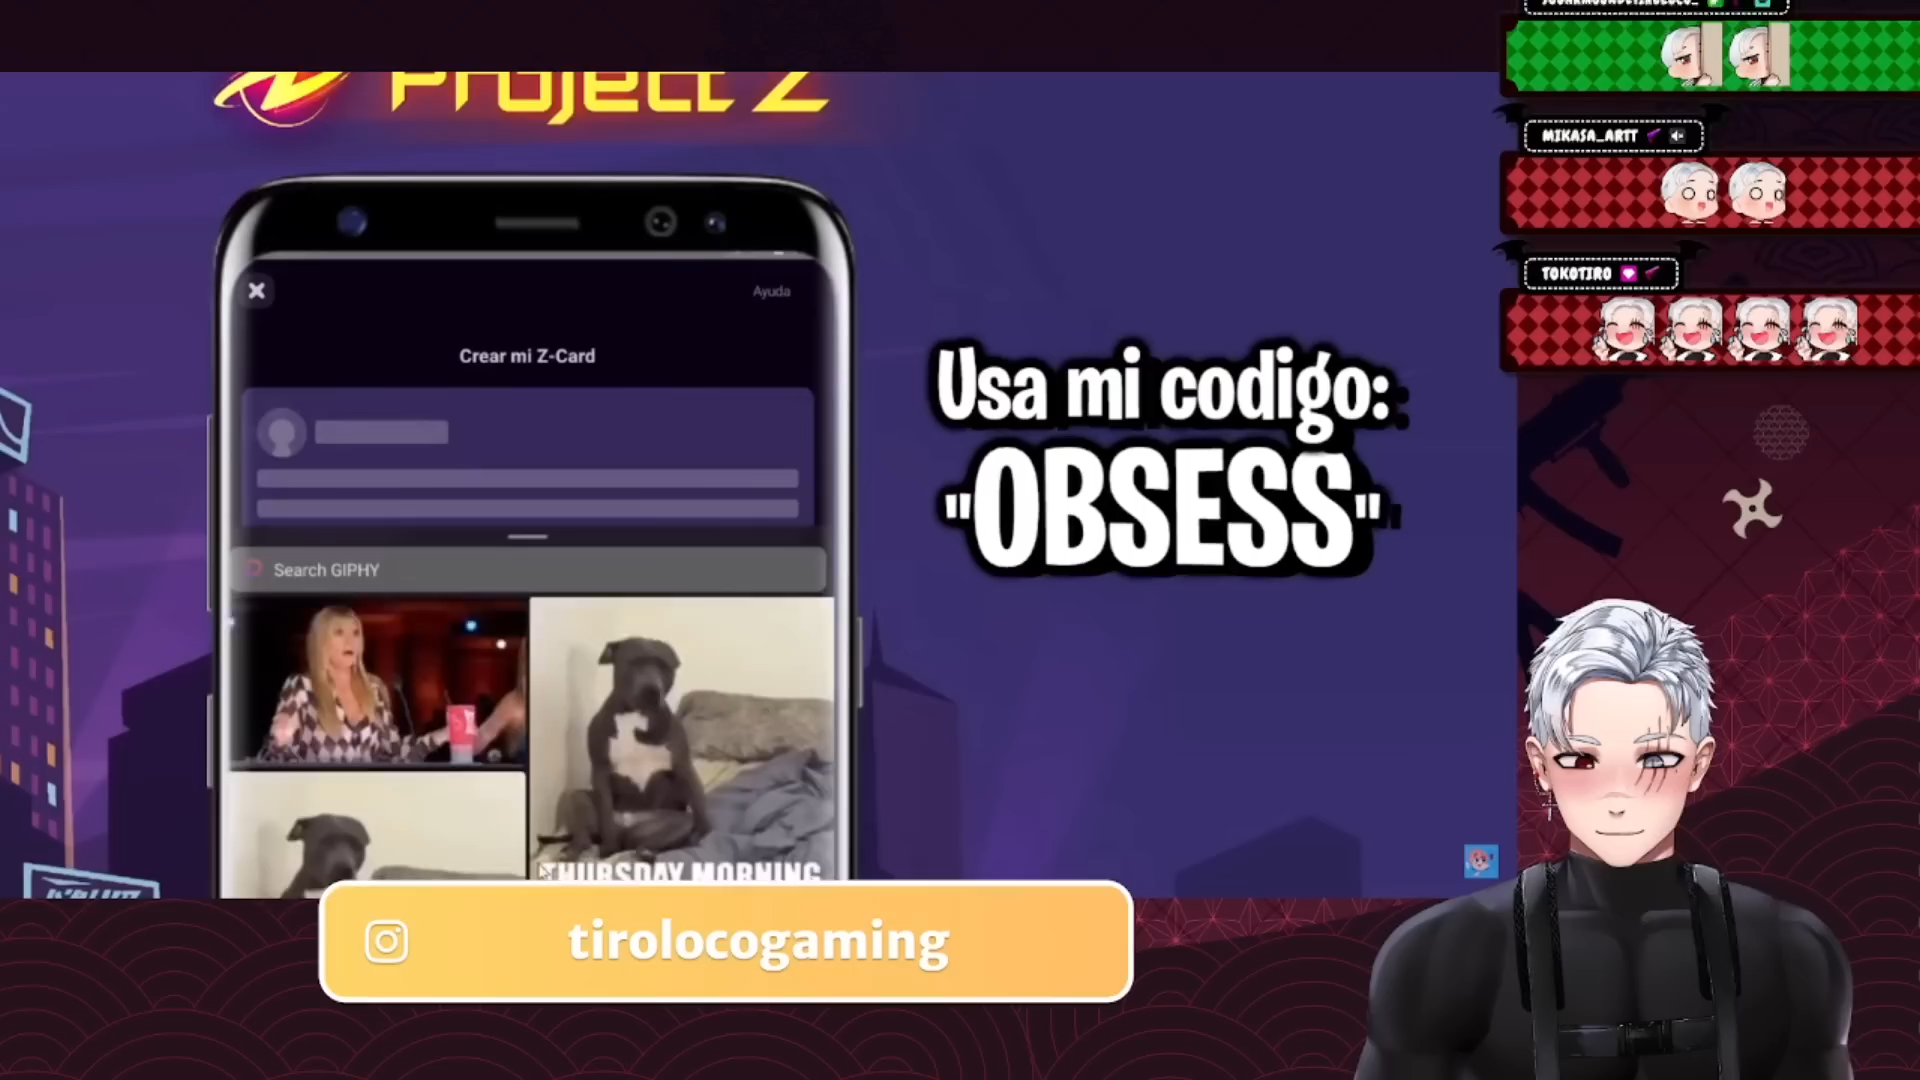 Project Z
Ayuda
Crear mi Z-Card
Search GIPHY
THURSDAY MORNING
Usa mi codigo:
"OBSESS"
tirolocogaming
MIKASA_ARTT
TOKOTIRO